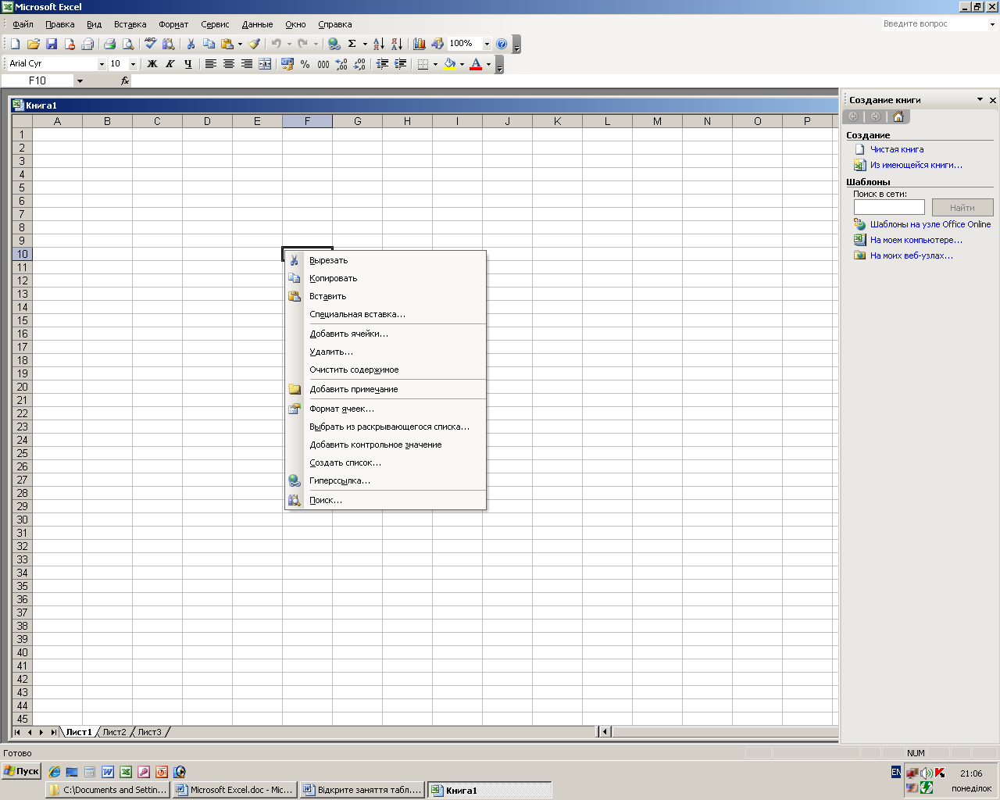 Microsoft Excel
Файл Правка Вид Вставка Формат Сервис Данные Окно Справка
Введите вопрос
100%
Arial Cyr 10 Ж К Ч % 000
F10 fx
Книга1
A B C D E F G H I J K L M N O P
1
2
3
4
5
6
7
8
9
10
11
12
13
14
15
16
17
18
19
20
21
22
23
24
25
26
27
28
29
30
31
32
33
34
35
36
37
38
39
40
41
42
43
44
45
Вырезать
Копировать
Вставить
Специальная вставка...
Добавить ячейки...
Удалить...
Очистить содержимое
Добавить примечание
Формат ячеек...
Выбрать из раскрывающегося списка...
Добавить контрольное значение
Создать список...
Гиперссылка...
Поиск...
Создание книги
Создание
Чистая книга
Из имеющейся книги...
Шаблоны
Поиск в сети:
Найти
Шаблоны на узле Office Online
На моем компьютере...
На моих веб-узлах...
Лист1 Лист2 Лист3
Готово
NUM
Пуск
EN
21:06
C:\Documents and Settin... Microsoft Excel.doc - Mic... Відкрите заняття табл.... Книга1
понеділок